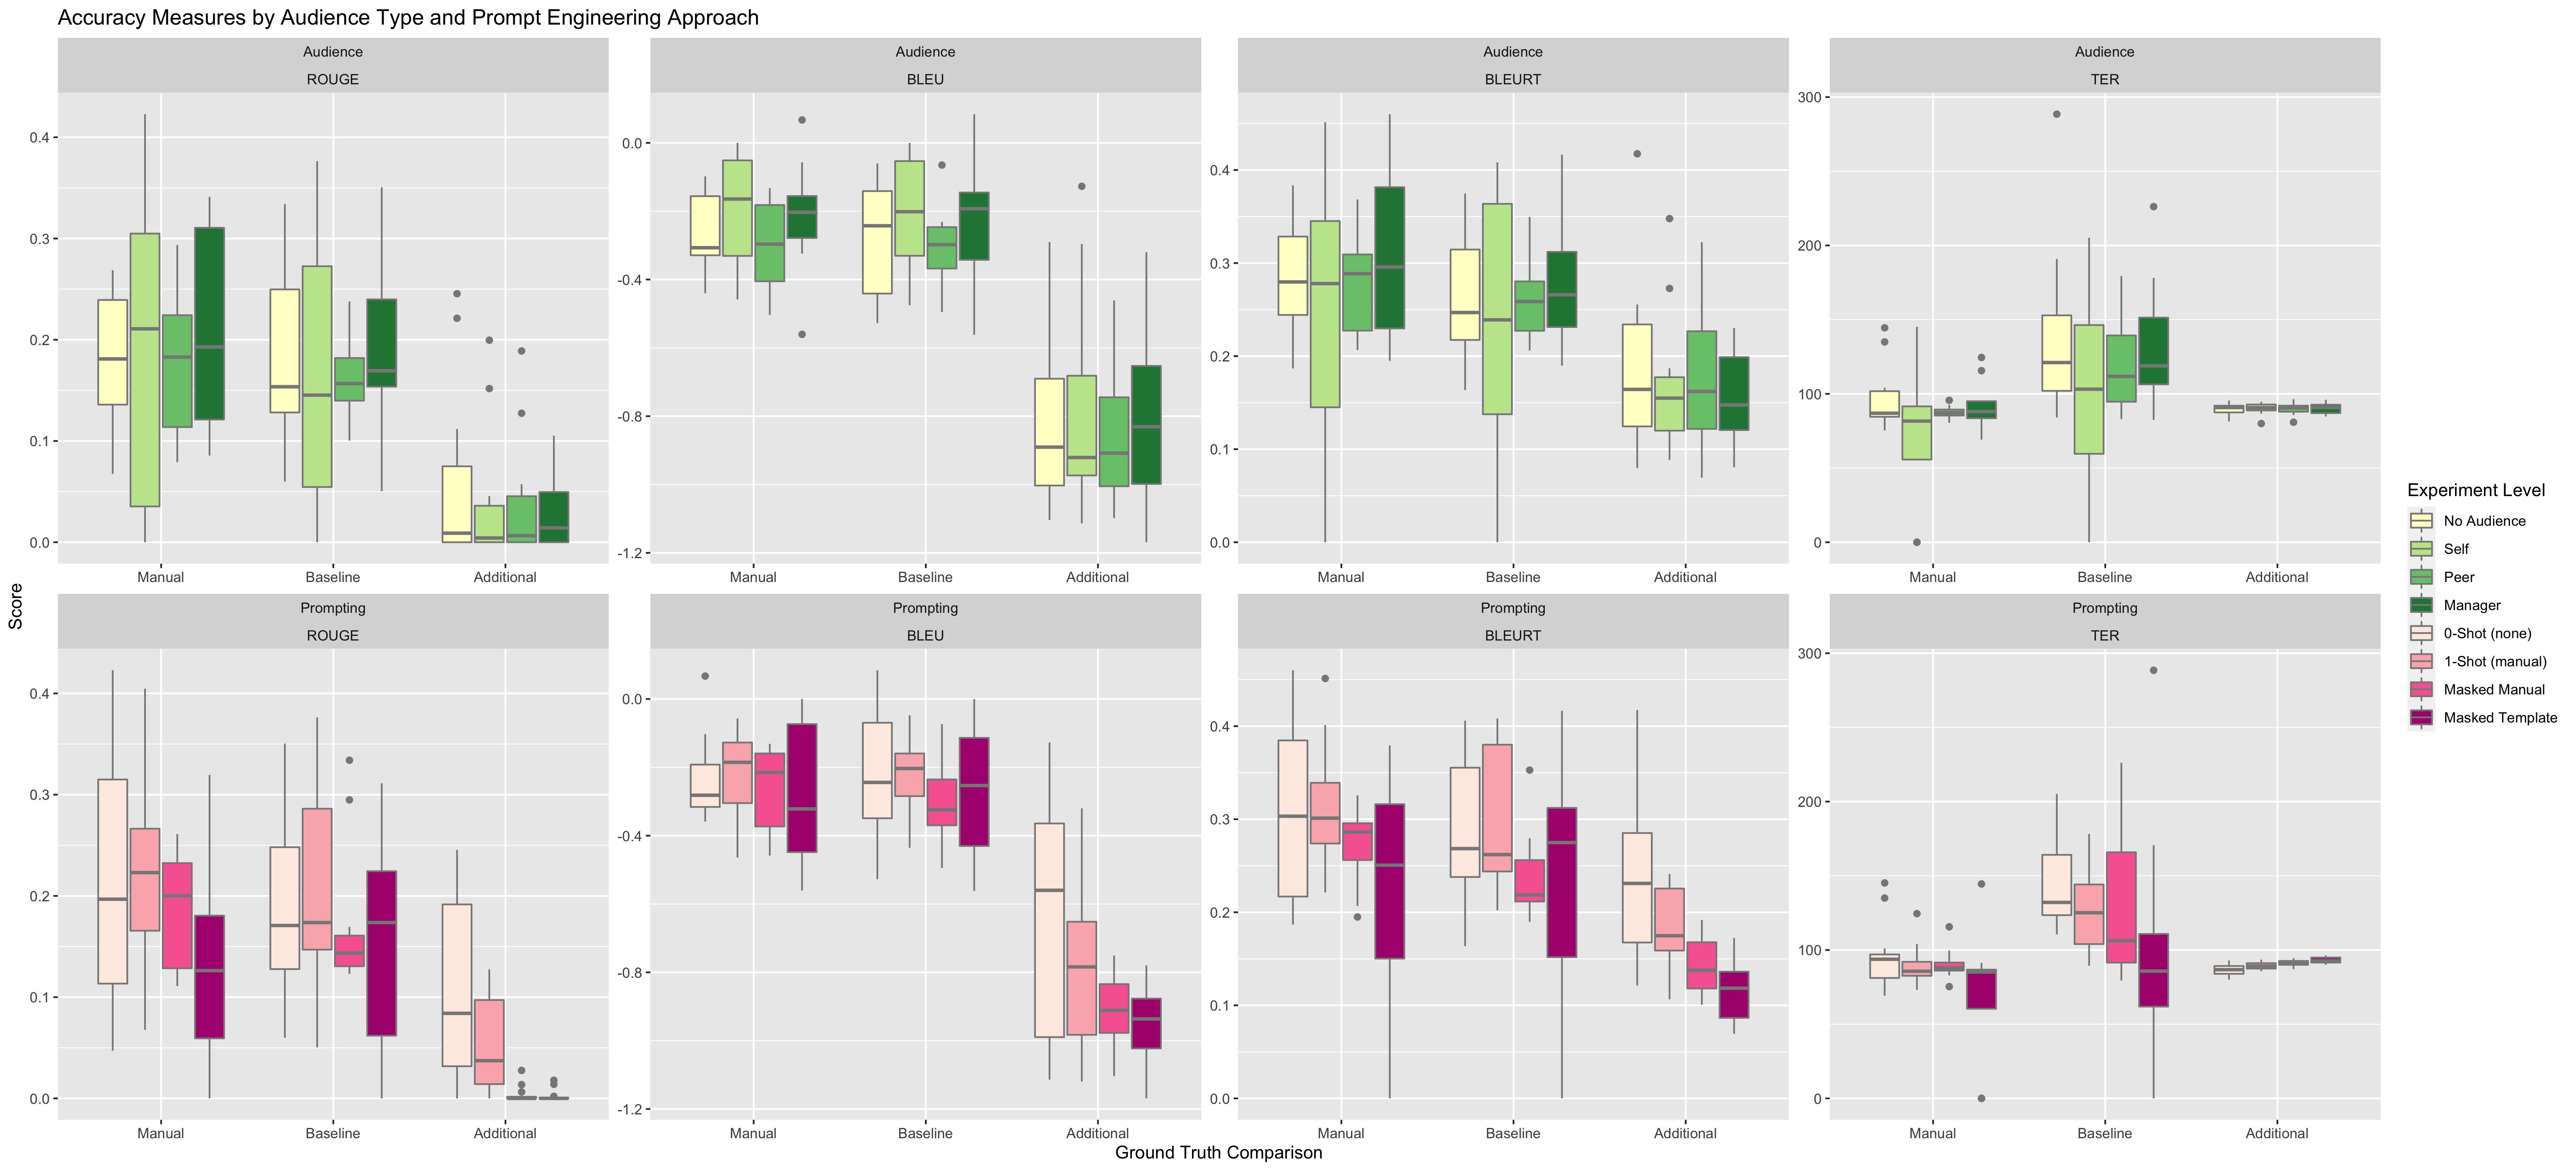 Accuracy Measures by Audience Type and Prompt Engineering Approach
Audience
ROUGE
Audience
BLEU
Audience
BLEURT
Audience
TER
0.4
0.3
0.2
0.1
0.0
Manual
Baseline
Additional
0.0
-0.4
-0.8
-1.2
Manual
Baseline
Additional
0.4
0.3
0.2
0.1
0.0
Manual
Baseline
Additional
300
200
100
0
Manual
Baseline
Additional
Score
Prompting
ROUGE
Prompting
BLEU
Prompting
BLEURT
Prompting
TER
0.4
0.3
0.2
0.1
0.0
Manual
Baseline
Additional
0.0
-0.4
-0.8
-1.2
Manual
Baseline
Additional
0.4
0.3
0.2
0.1
0.0
Manual
Baseline
Additional
300
200
100
0
Manual
Baseline
Additional
Ground Truth Comparison
Experiment Level
No Audience
Self
Peer
Manager
0-Shot (none)
1-Shot (manual)
Masked Manual
Masked Template